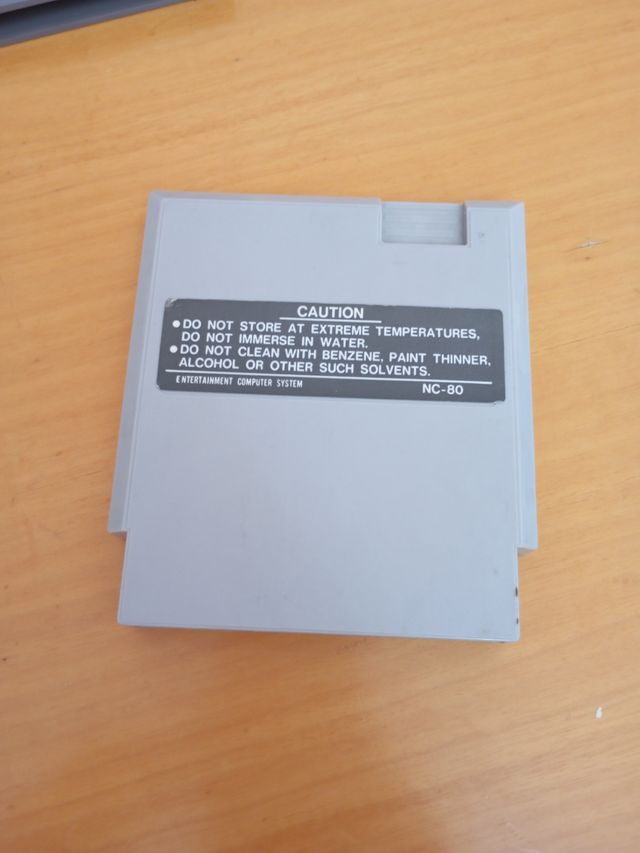 CAUTION
●DO NOT STORE AT EXTREME TEMPERATURES,
DO NOT IMMERSE IN WATER.
●DO NOT CLEAN WITH BENZENE, PAINT THINNER,
ALCOHOL OR OTHER SUCH SOLVENTS.
ENTERTAINMENT COMPUTER SYSTEM NC-80